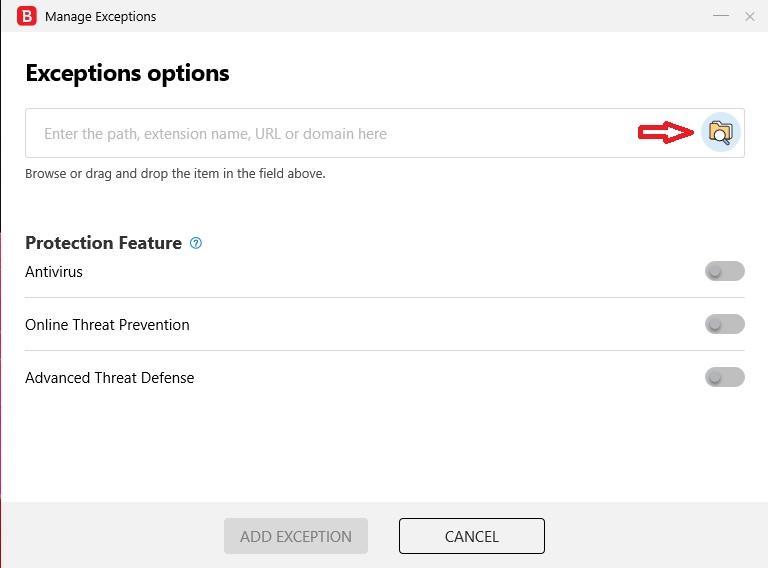 B Manage Exceptions
Exceptions options
Enter the path, extension name, URL or domain here
Browse or drag and drop the item in the field above.
Protection Feature ?
Antivirus
Online Threat Prevention
Advanced Threat Defense
ADD EXCEPTION CANCEL